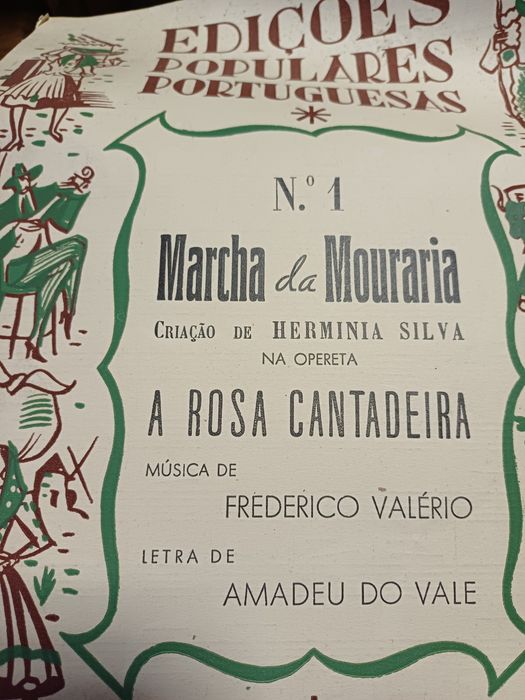 EDIÇÕES
POPULARES
PORTUGUESAS
*
N.º 1
Marcha da Mouraria
CRIAÇÃO DE HERMINIA SILVA
NA OPERETA
A ROSA CANTADEIRA
MÚSICA DE
FREDERICO VALÉRIO
LETRA DE
AMADEU DO VALE